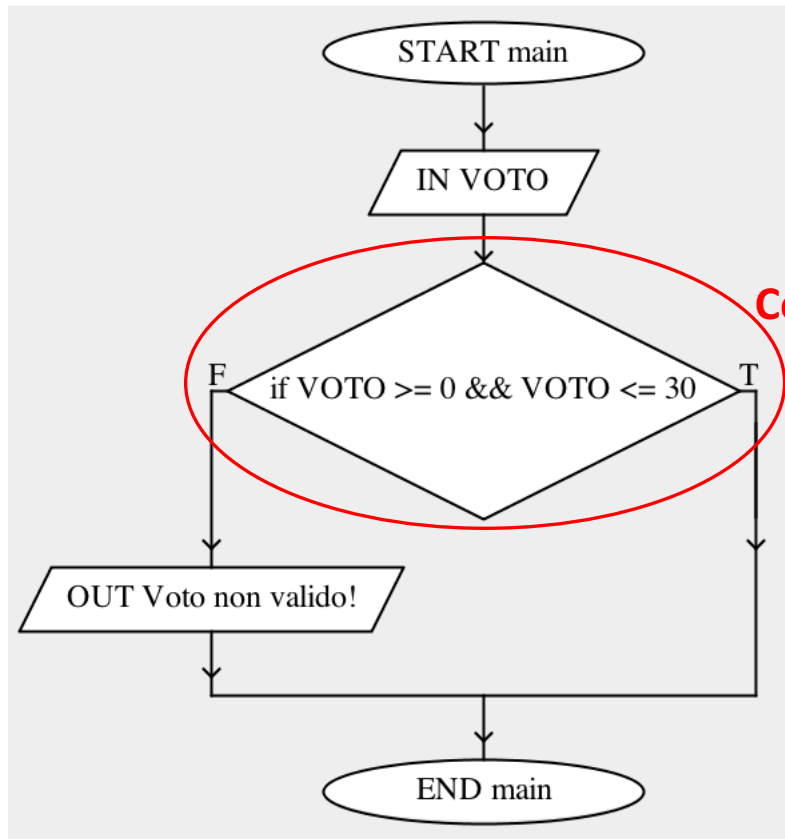 START main
IN VOTO
F
if VOTO >= 0 && VOTO <= 30
T
OUT Voto non valido!
END main